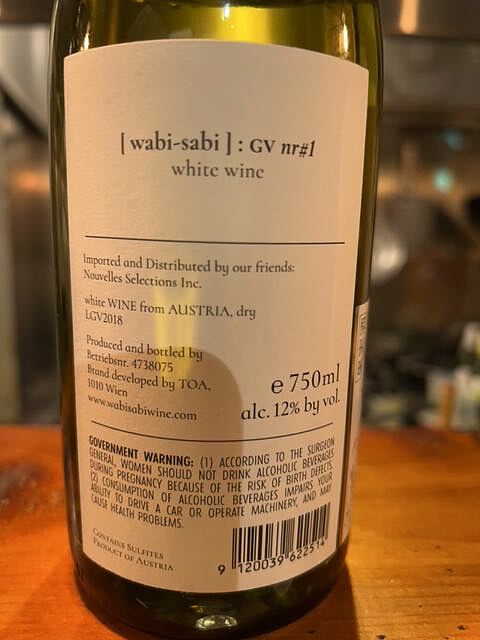 [ wabi-sabi ] : GV nr#1
white wine
Imported and Distributed by our friends:
Nouvelles Selections Inc.
white WINE from AUSTRIA, dry
LGV2018
Produced and bottled by
Betriebsnr. 4738075
Brand developed by TOA,
1010 Wien
www.wabisabiwine.com
e 750ml
alc. 12% by vol.
GOVERNMENT WARNING: (1) ACCORDING TO THE SURGEON
GENERAL, WOMEN SHOULD NOT DRINK ALCOHOLIC BEVERAGES
DURING PREGNANCY BECAUSE OF THE RISK OF BIRTH DEFECTS.
(2) CONSUMPTION OF ALCOHOLIC BEVERAGES IMPAIRS YOUR
ABILITY TO DRIVE A CAR OR OPERATE MACHINERY, AND MAY
CAUSE HEALTH PROBLEMS.
CONTAINS SULFITES
PRODUCT OF AUSTRIA
9 120039 622514